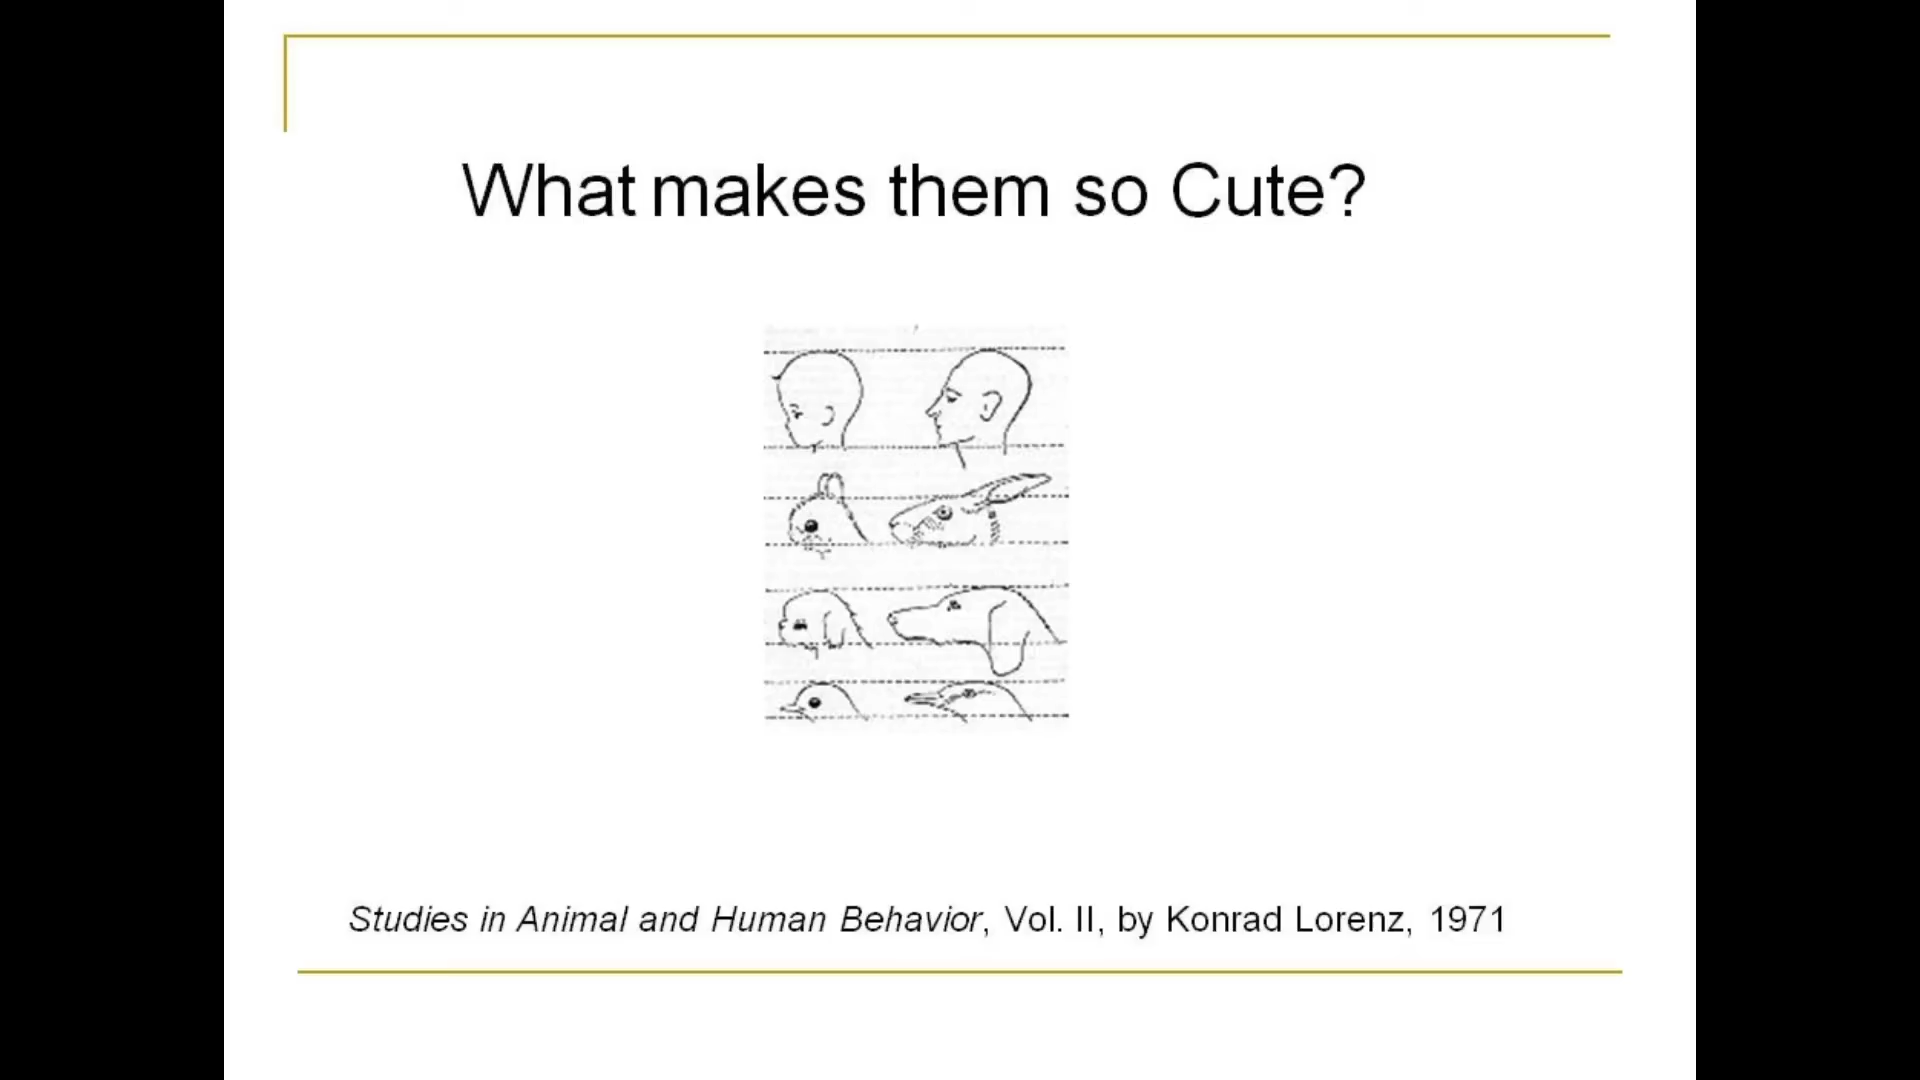 What makes them so Cute?
Studies in Animal and Human Behavior, Vol. II, by Konrad Lorenz, 1971